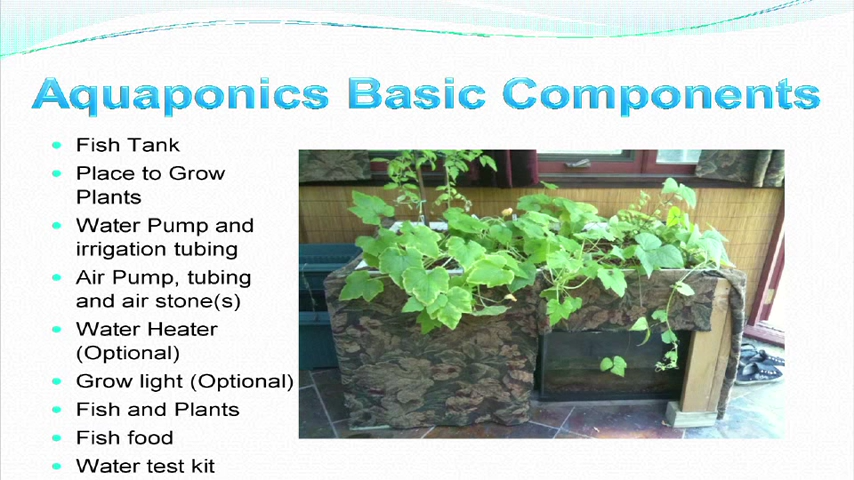 Aquaponics Basic Components
Fish Tank
Place to Grow
Plants
Water Pump and
irrigation tubing
Air Pump, tubing
and air stone(s)
Water Heater
(Optional)
Grow light (Optional)
Fish and Plants
Fish food
Water test kit